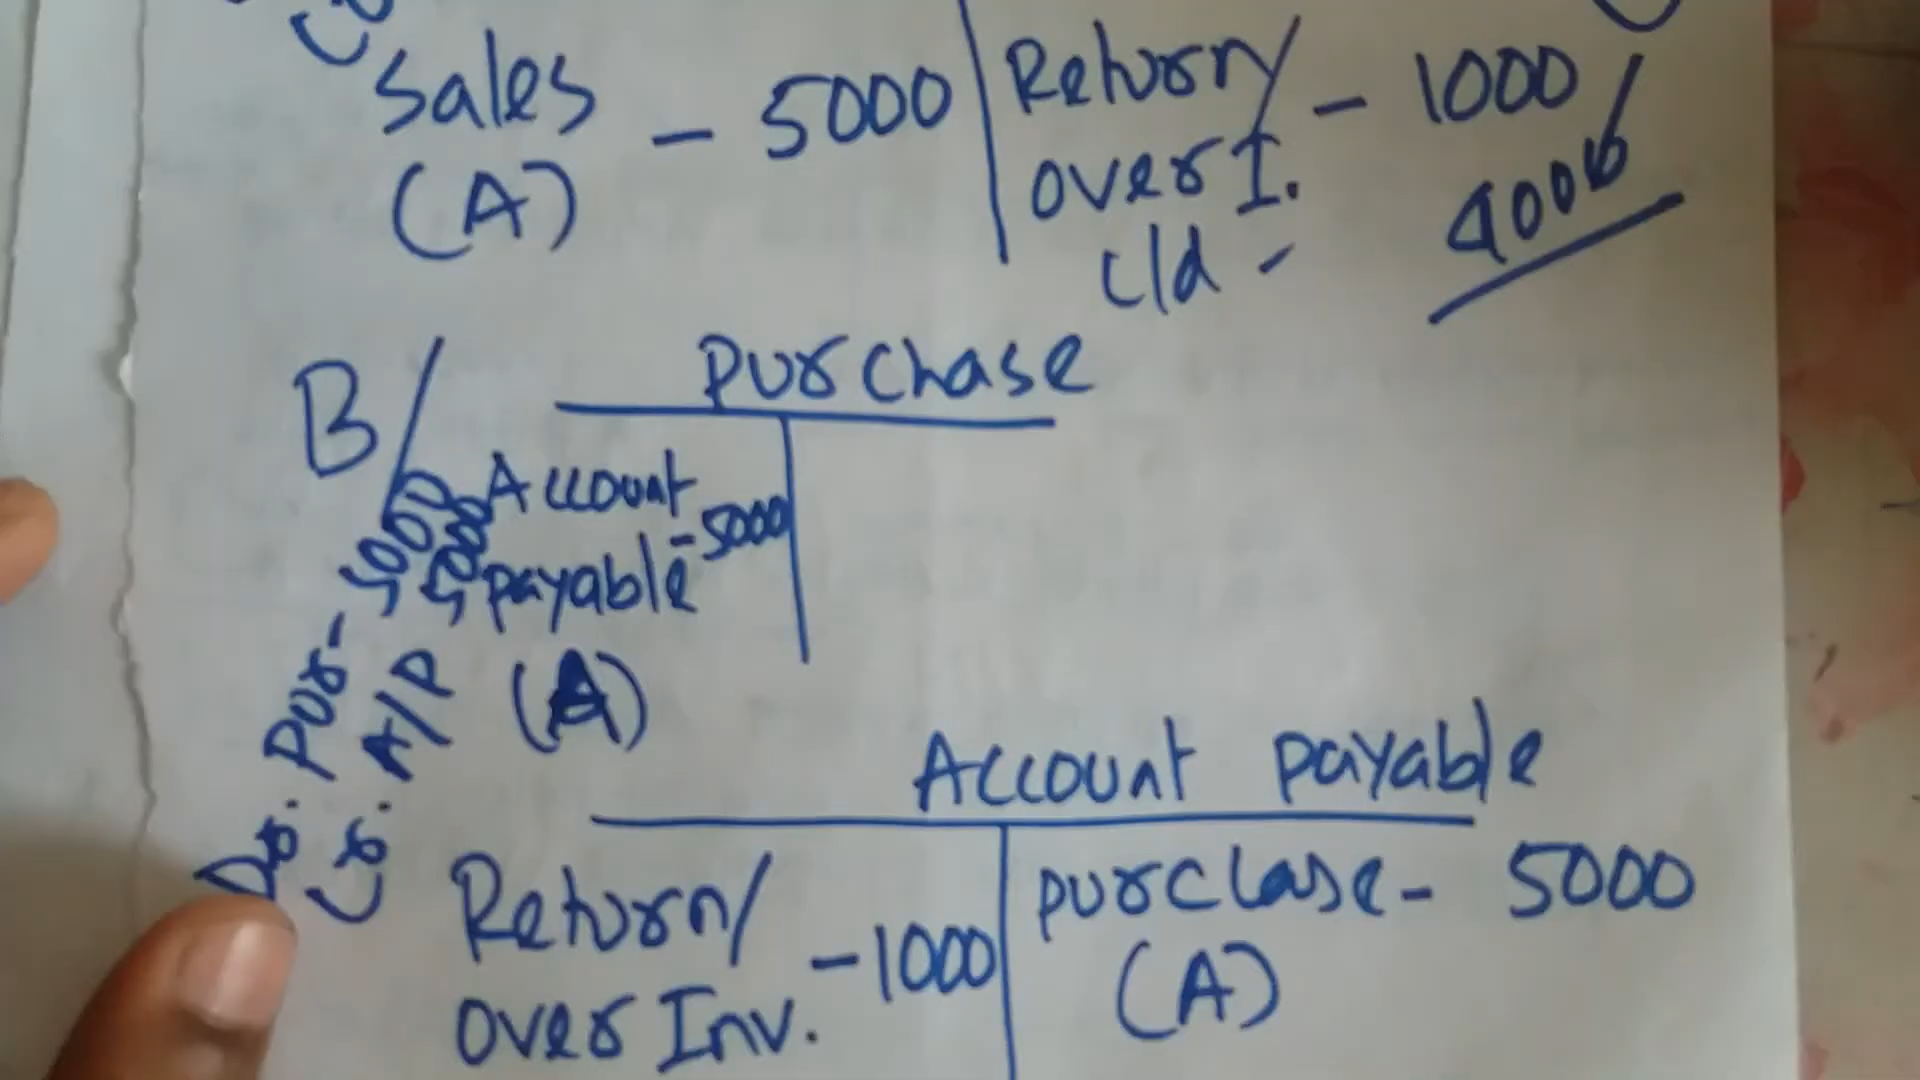 Sales - 5000
(A)
Return/ - 1000
over I.
c/d - 4000
B/
Purchase
Account
payable - 5000
(A)
Dr. Pur - 5000
Cr. A/P 5000
Account payable
Return/ - 1000
over Inv.
purchase - 5000
(A)